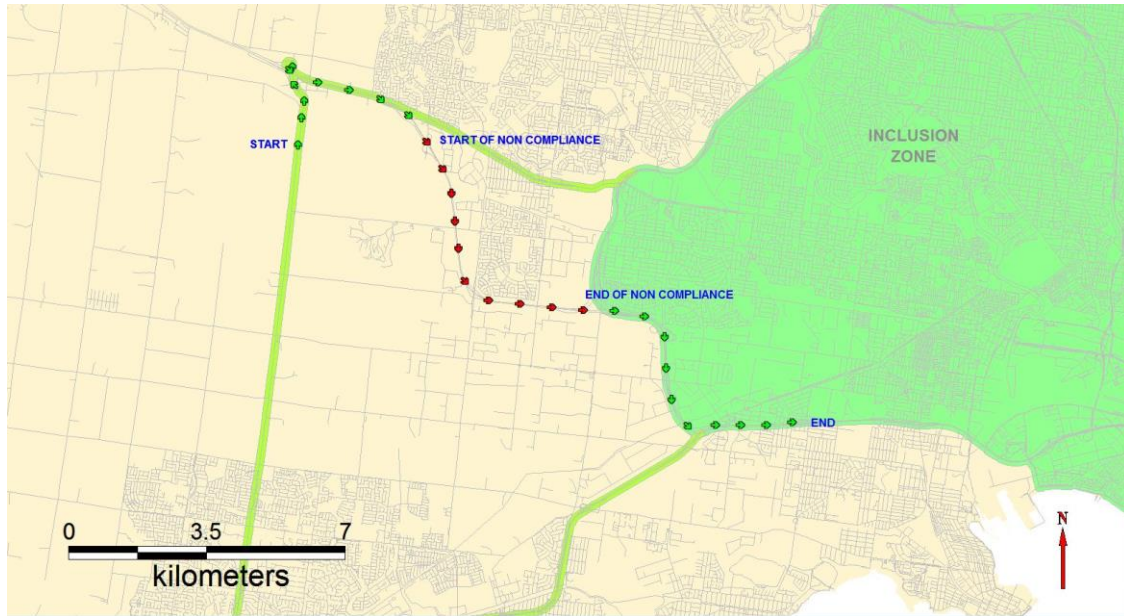 INCLUSION
ZONE
START
START OF NON COMPLIANCE
END OF NON COMPLIANCE
END
0 3.5 7
kilometers
N